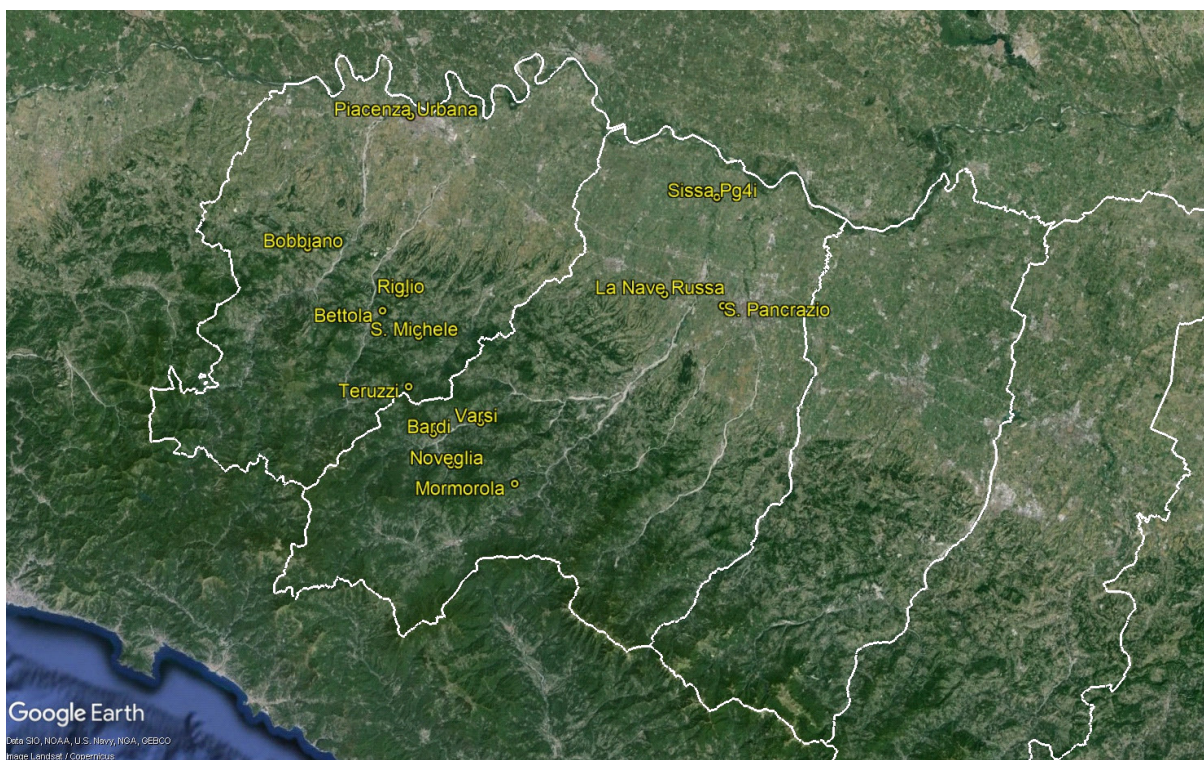 Piacenza Urbana
Sissa Pg4i
Bobbiano
Riglio
La Nave Russa
Bettola
S. Pancrazio
S. Michele
Teruzzi
Varsi
Bardi
Noveglia
Mormorola
Google Earth
Data SIO, NOAA, U.S. Navy, NGA, GEBCO
Image Landsat / Copernicus